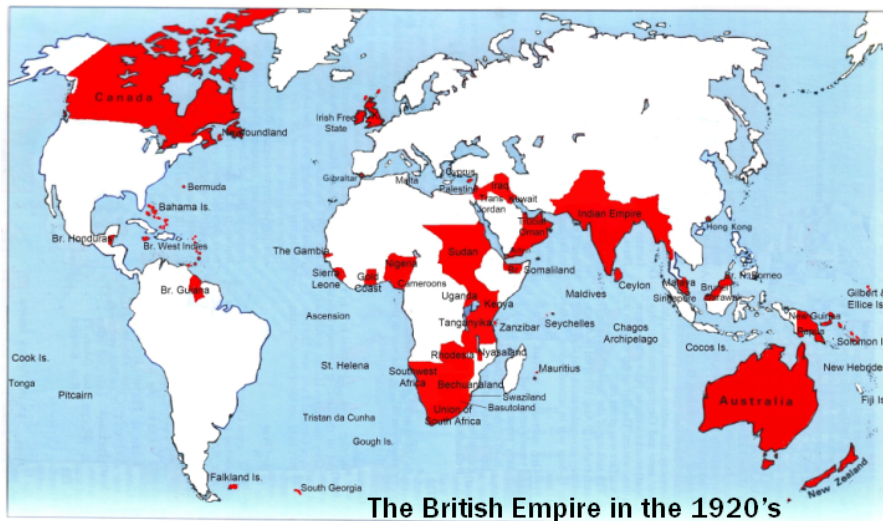 Canada
Newfoundland
Irish Free
State
Bermuda
Gibraltar
Malta
Cyprus
Palestine
Iraq
Trans
Jordan
Kuwait
Bahama Is.
Indian Empire
Hong Kong
Br. Honduras
Br. West Indies
Trucial
Oman
Aden
The Gambia
Sudan
Br. Somaliland
Nigeria
Sierra
Leone
Gold
Coast
Cameroons
Br. Guiana
Uganda
Kenya
Maldives
Ceylon
Malaya
Singapore
Brunei
Sarawak
Br. N. Borneo
Gilbert &
Ellice Is
Ascension
Tanganyika
Zanzibar
Seychelles
Chagos
Archipelago
Cocos Is.
New Guinea
Papua
Solomon I
Cook Is.
Tonga
Pitcairn
St. Helena
Rhodesia
Nyasaland
Mauritius
New Hebride
Fiji Is
Southwest
Africa
Bechuanaland
Swaziland
Basutoland
Union of
South Africa
Australia
Tristan da Cunha
Gough Is.
Falkland Is.
South Georgia
New Zealand
The British Empire in the 1920's